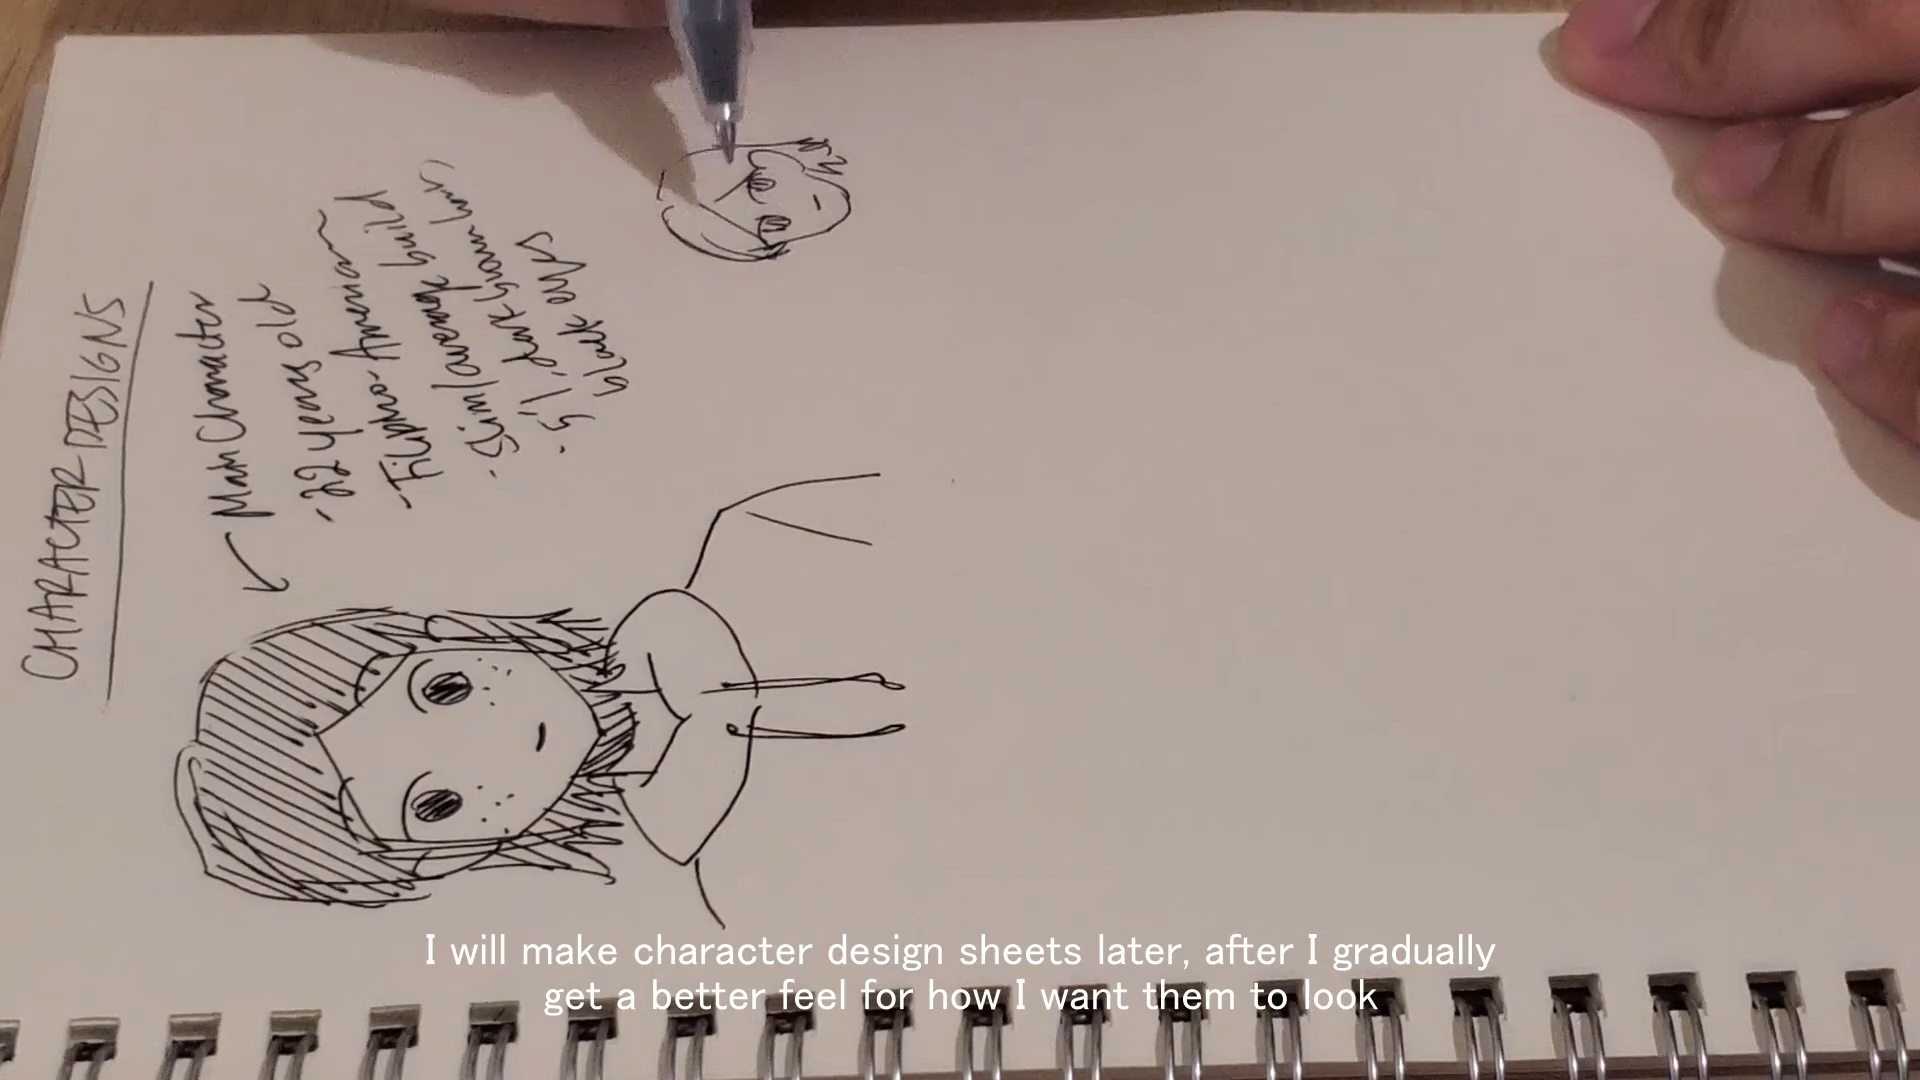 CHARACTER DESIGNS
Main Character
- 22 years old
- Filipino-American
- Slim/average build
- 5'1" dark brown hair,
black eyes
I will make character design sheets later, after I gradually
get a better feel for how I want them to look